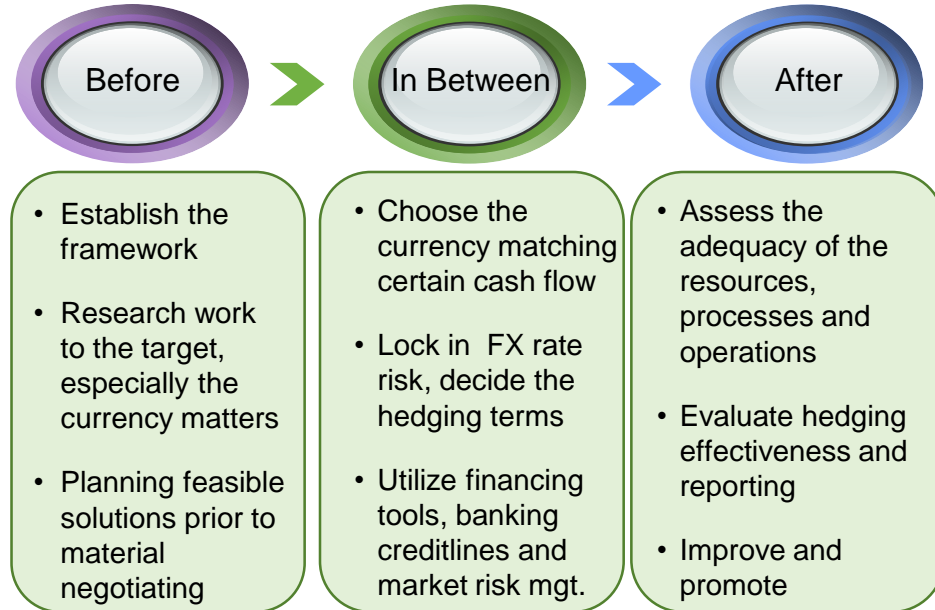 Before
In Between
After
• Establish the
framework
• Research work
to the target,
especially the
currency matters
• Planning feasible
solutions prior to
material
negotiating
• Choose the
currency matching
certain cash flow
• Lock in  FX rate
risk, decide the
hedging terms
• Utilize financing
tools, banking
creditlines and
market risk mgt.
• Assess the
adequacy of the
resources,
processes and
operations
• Evaluate hedging
effectiveness and
reporting
• Improve and
promote